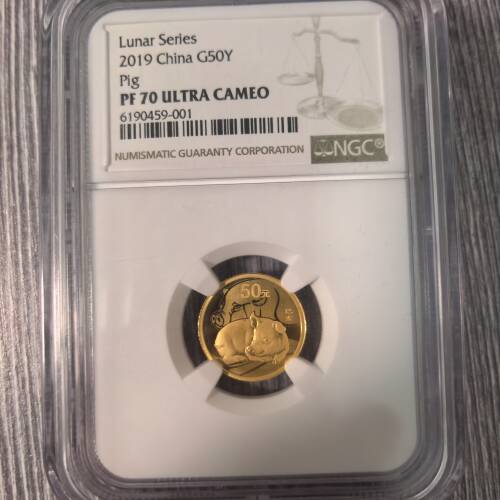 Lunar Series
2019 China G50Y
Pig
PF 70 ULTRA CAMEO
6190459-001
NUMISMATIC GUARANTY CORPORATION
NGC®
50元